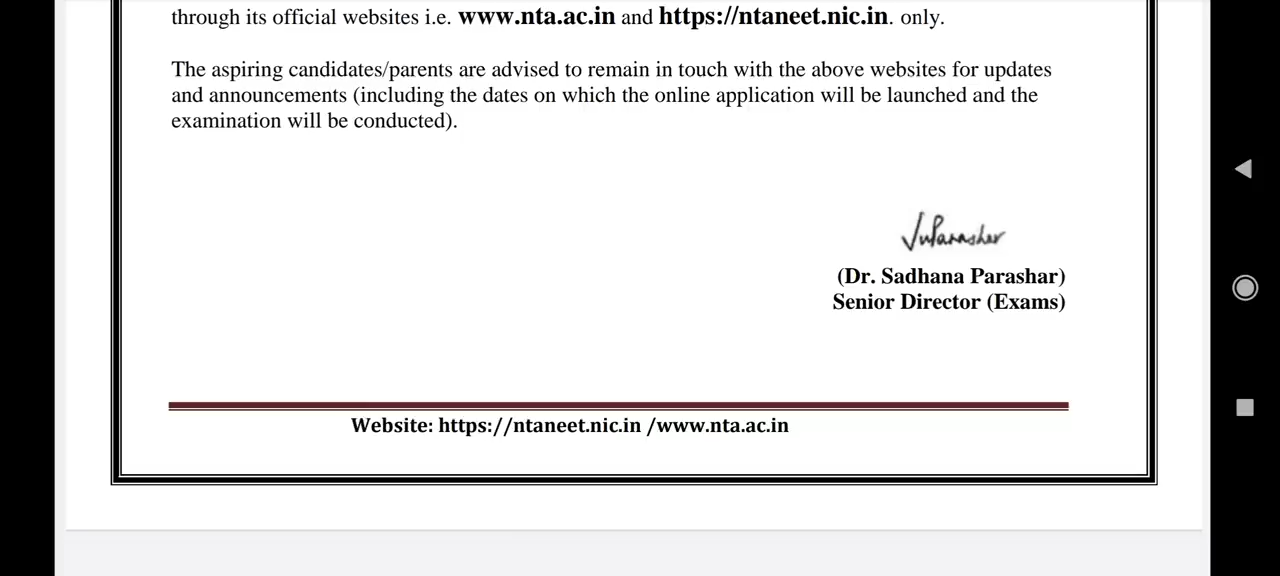 through its official websites i.e. www.nta.ac.in and https://ntaneet.nic.in. only.
The aspiring candidates/parents are advised to remain in touch with the above websites for updates
and announcements (including the dates on which the online application will be launched and the
examination will be conducted).
(Dr. Sadhana Parashar)
Senior Director (Exams)
Website: https://ntaneet.nic.in /www.nta.ac.in